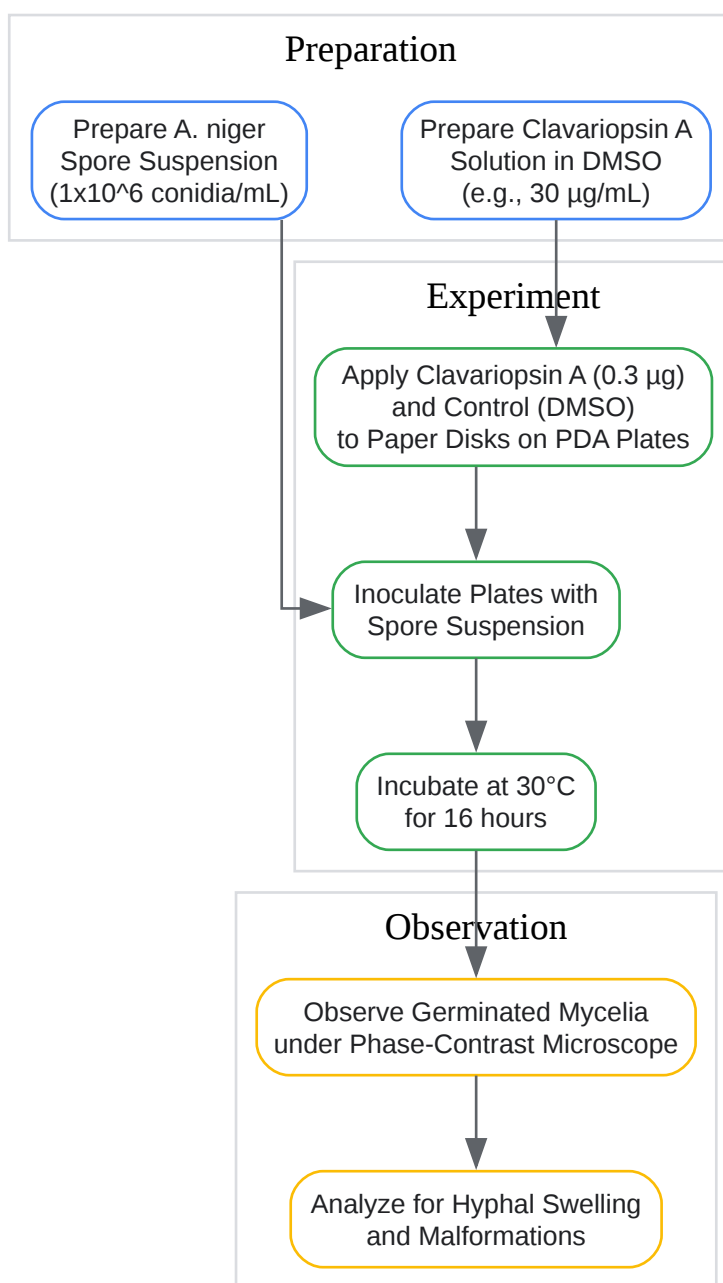 Preparation
Prepare A. niger
Spore Suspension
(1x10^6 conidia/mL)
Prepare Clavariopsin A
Solution in DMSO
(e.g., 30 µg/mL)
Experiment
Apply Clavariopsin A (0.3 µg)
and Control (DMSO)
to Paper Disks on PDA Plates
Inoculate Plates with
Spore Suspension
Incubate at 30°C
for 16 hours
Observation
Observe Germinated Mycelia
under Phase-Contrast Microscope
Analyze for Hyphal Swelling
and Malformations